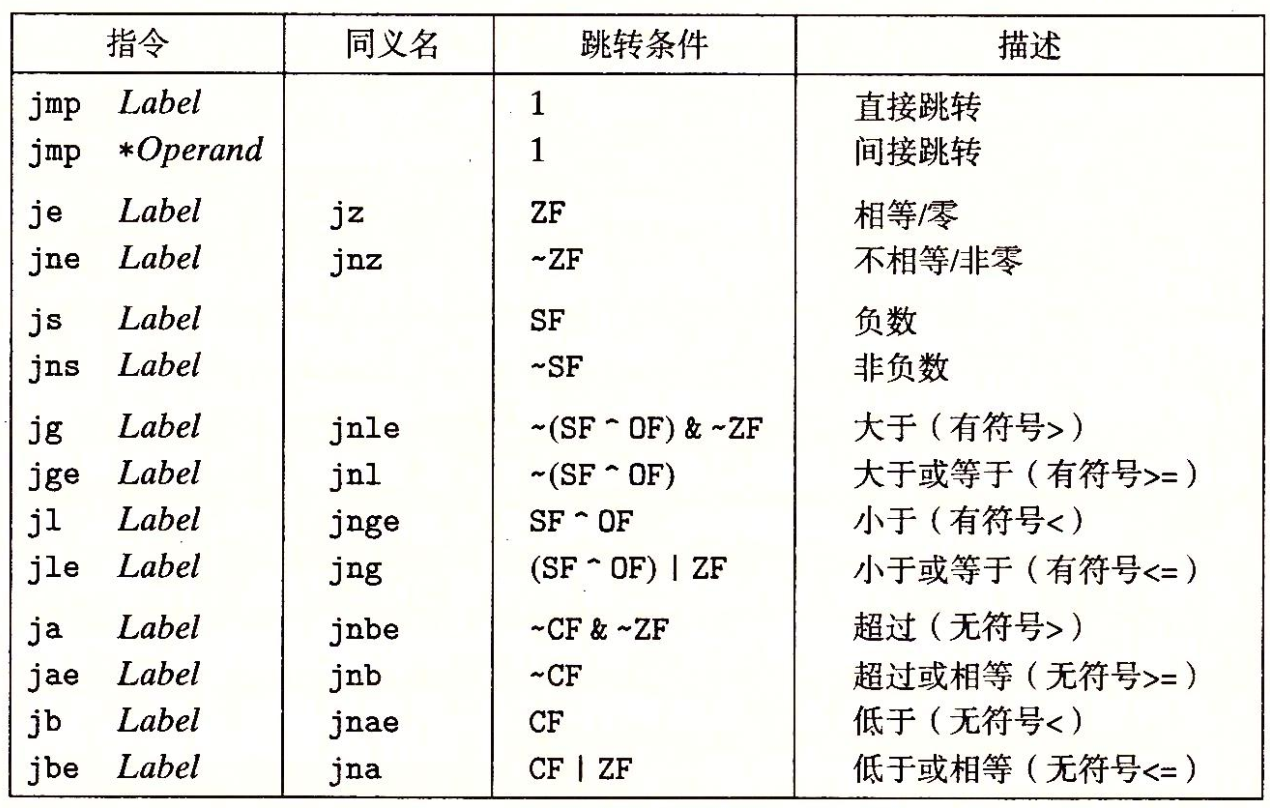 指令 同义名 跳转条件 描述
jmp Label 1 直接跳转
jmp *Operand 1 间接跳转
je Label jz ZF 相等/零
jne Label jnz ~ZF 不相等/非零
js Label SF 负数
jns Label ~SF 非负数
jg Label jnle ~(SF ^ OF) & ~ZF 大于（有符号>）
jge Label jnl ~(SF ^ OF) 大于或等于（有符号>=）
jl Label jnge SF ^ OF 小于（有符号<）
jle Label jng (SF ^ OF) | ZF 小于或等于（有符号<=）
ja Label jnbe ~CF & ~ZF 超过（无符号>）
jae Label jnb ~CF 超过或相等（无符号>=）
jb Label jnae CF 低于（无符号<）
jbe Label jna CF | ZF 低于或相等（无符号<=）